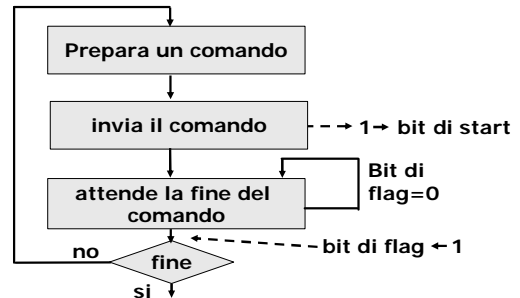 Prepara un comando
invia il comando
1→ bit di start
Bit di
flag=0
attende la fine del
comando
bit di flag ←1
no
fine
si